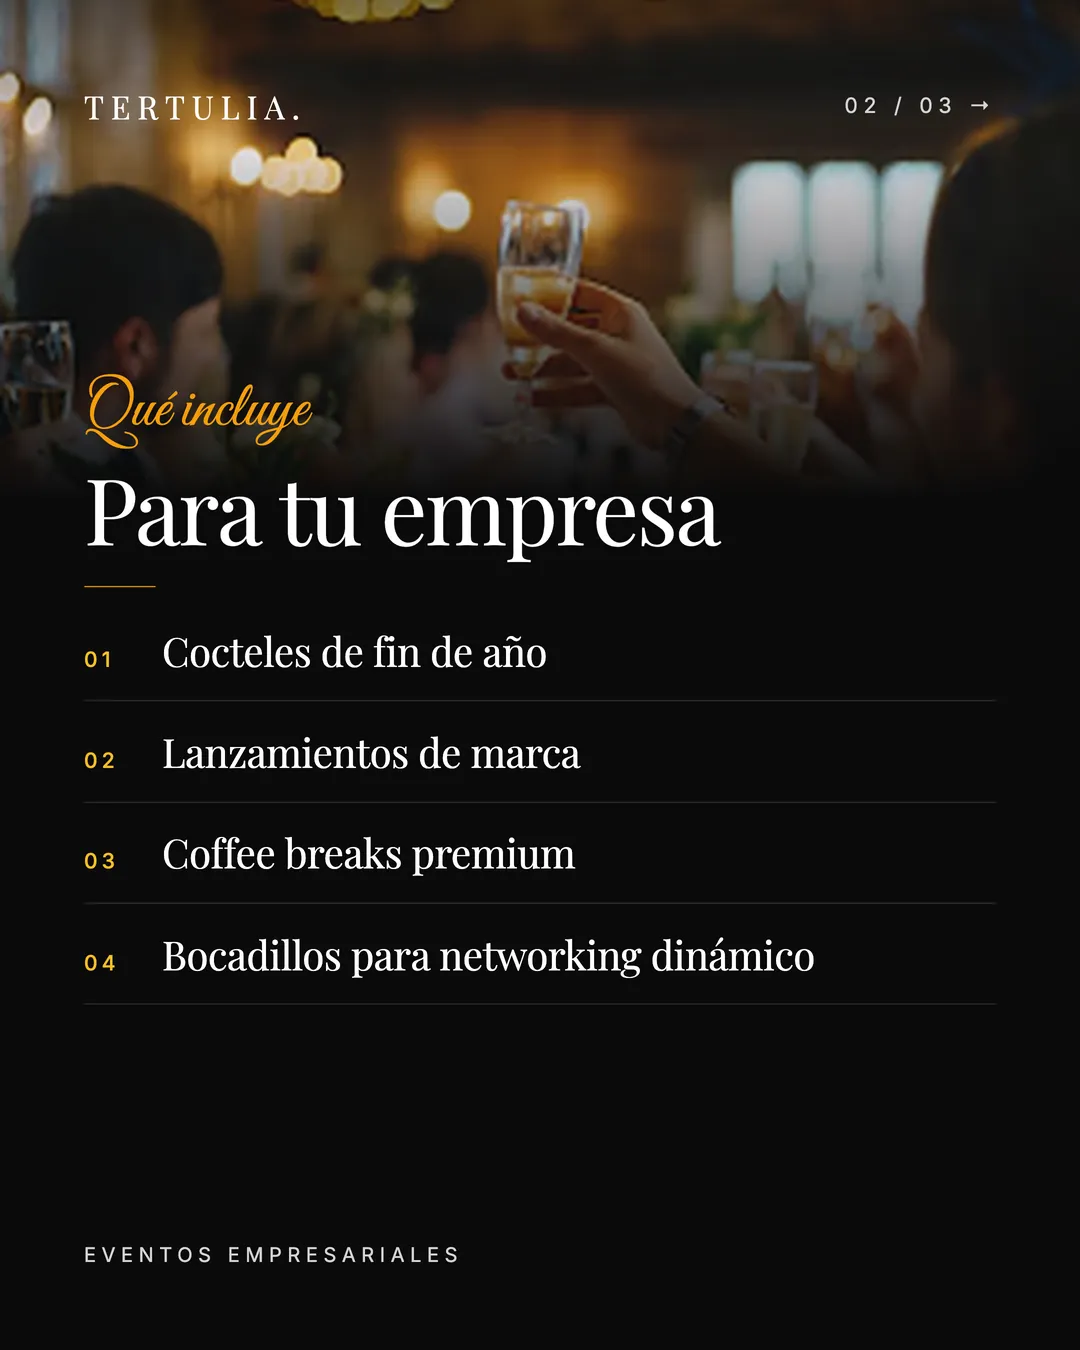 TERTULIA.
02 / 03 →
Qué incluye
Para tu empresa
01 Cocteles de fin de año
02 Lanzamientos de marca
03 Coffee breaks premium
04 Bocadillos para networking dinámico
EVENTOS EMPRESARIALES